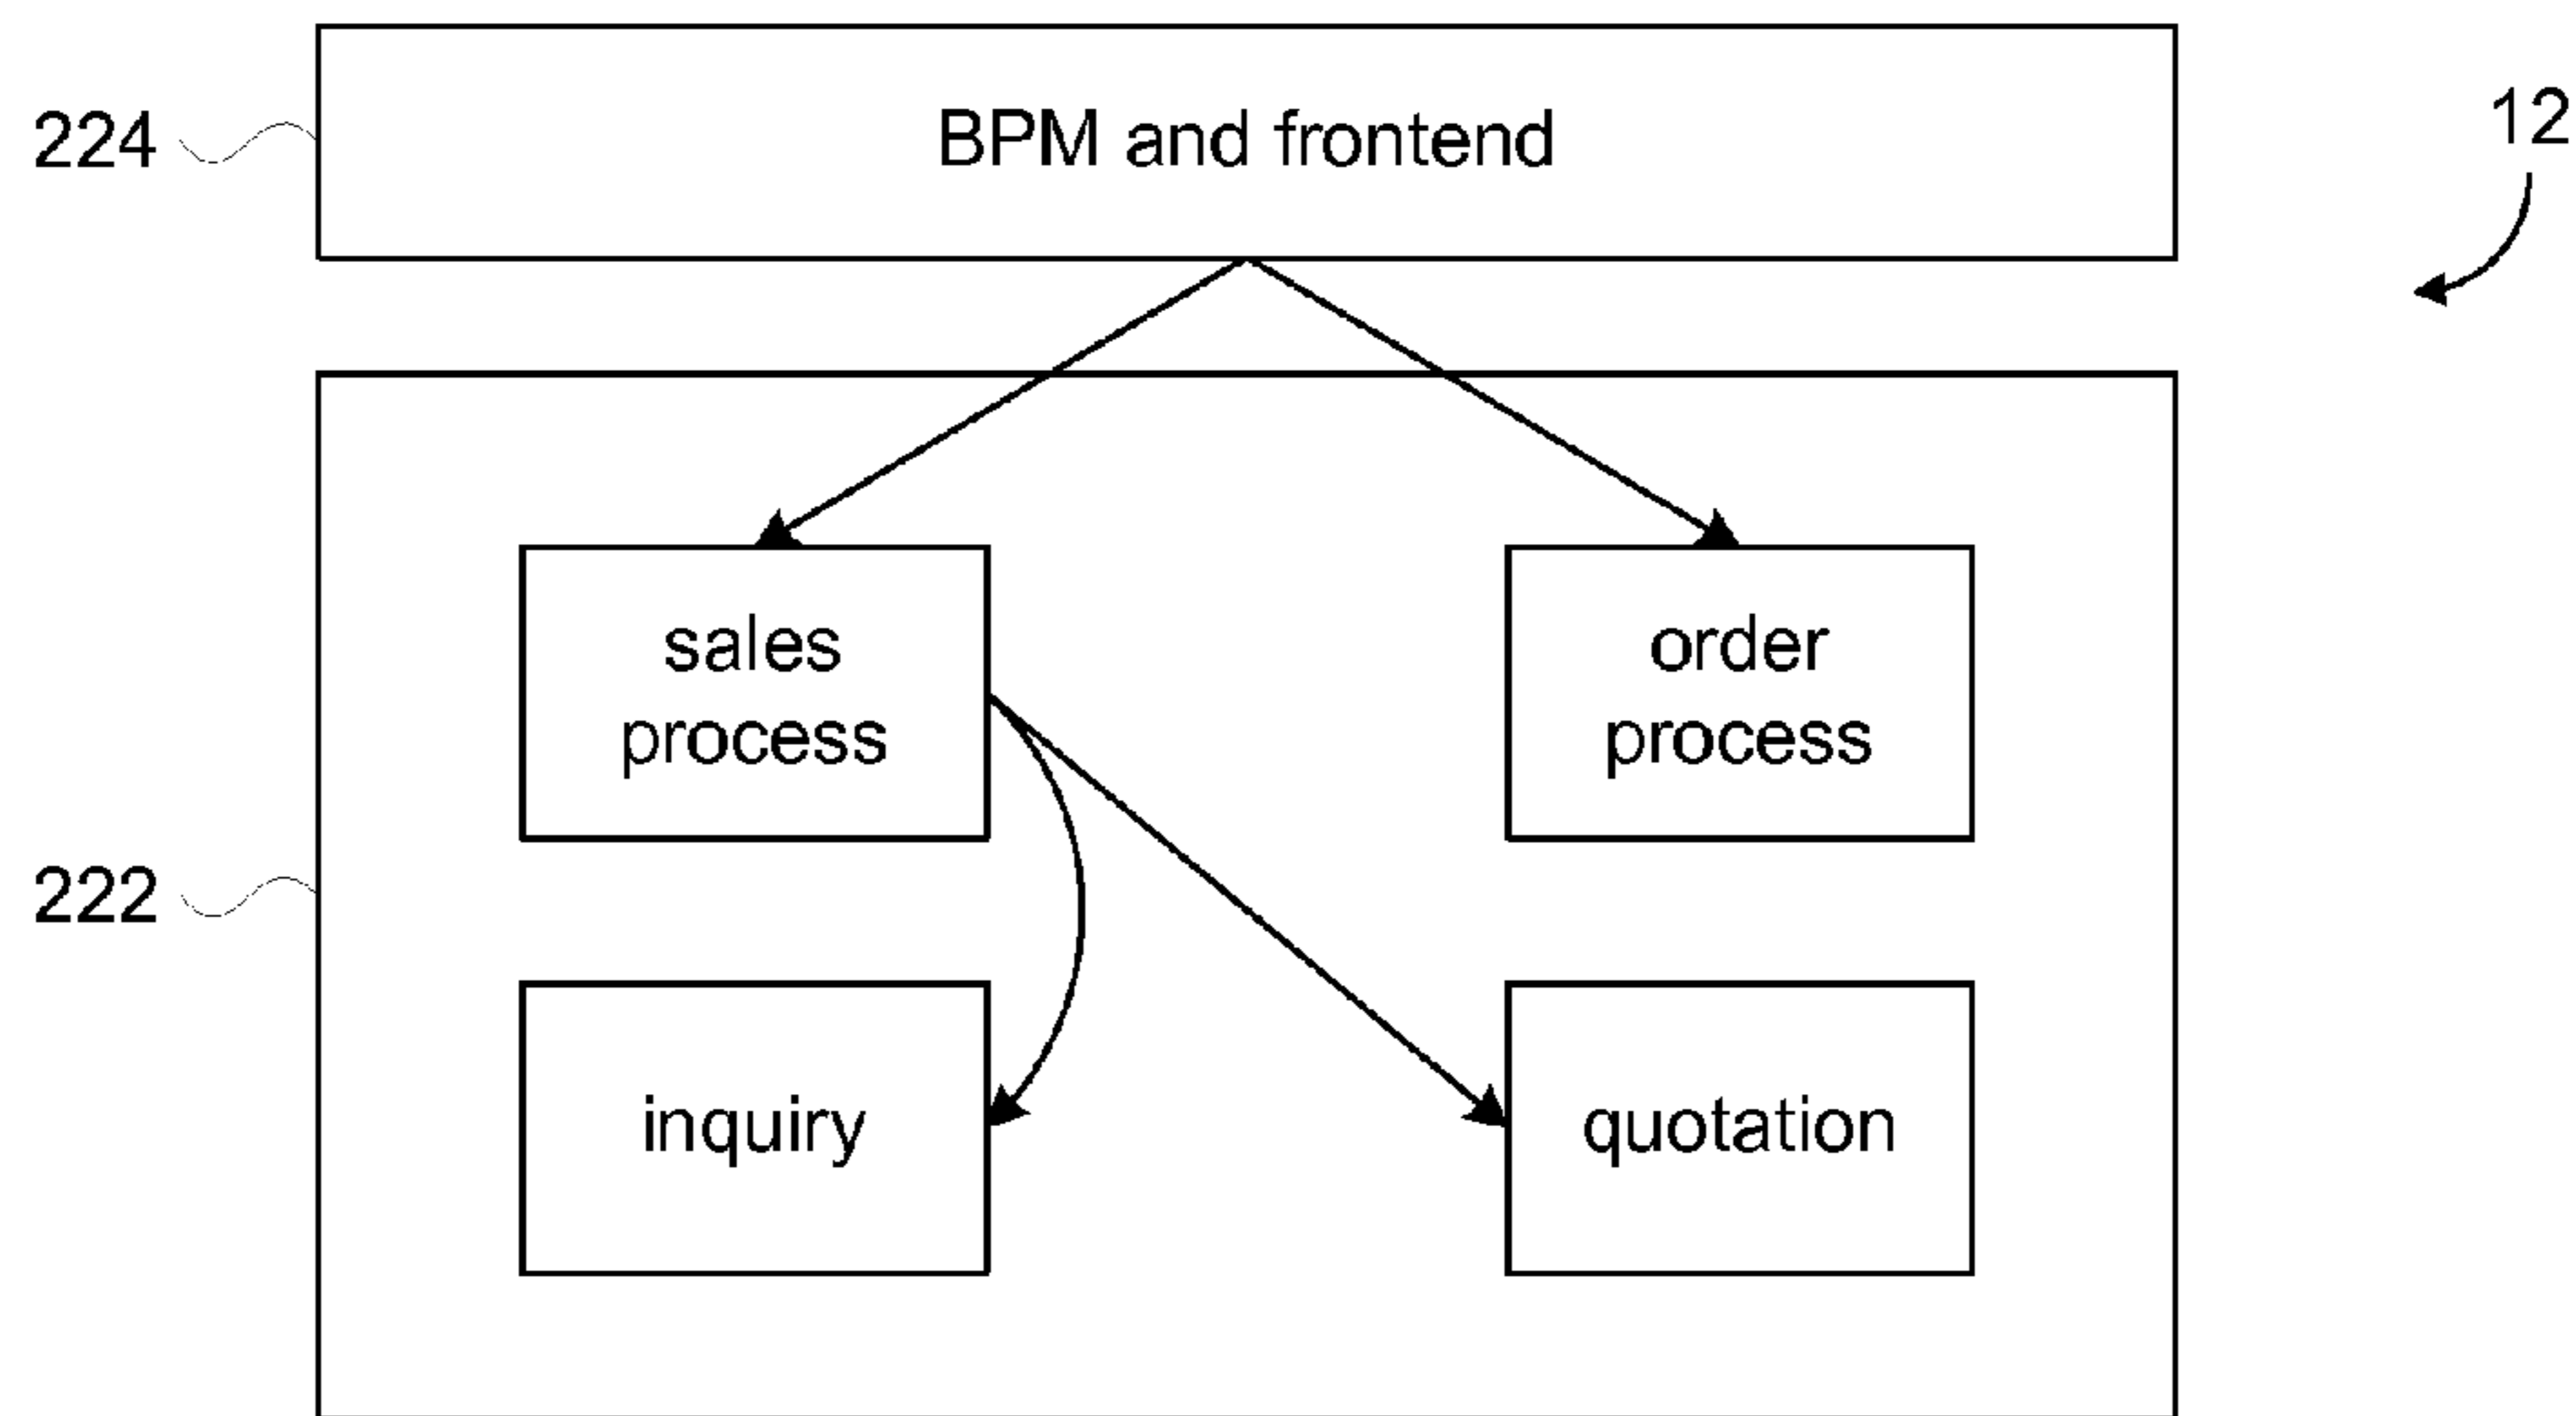 224
BPM and frontend
12
sales
process
order
process
222
inquiry
quotation